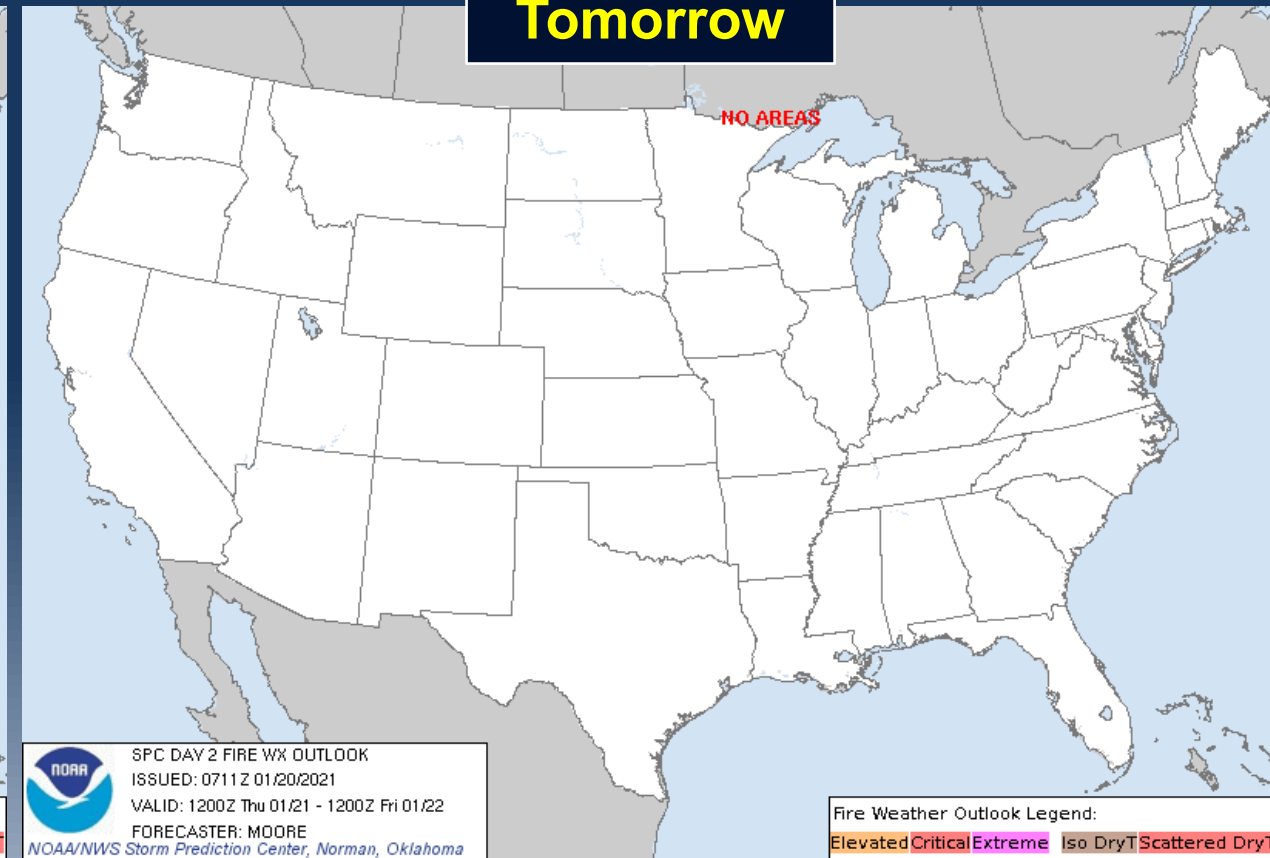 Tomorrow
NO AREAS
NOAA
SPC DAY 2 FIRE WX OUTLOOK
ISSUED: 0711Z 01/20/2021
VALID: 1200Z Thu 01/21 - 1200Z Fri 01/22
FORECASTER: MOORE
NOAA/NWS Storm Prediction Center, Norman, Oklahoma
Fire Weather Outlook Legend:
Elevated Critical Extreme Iso DryT Scattered DryT